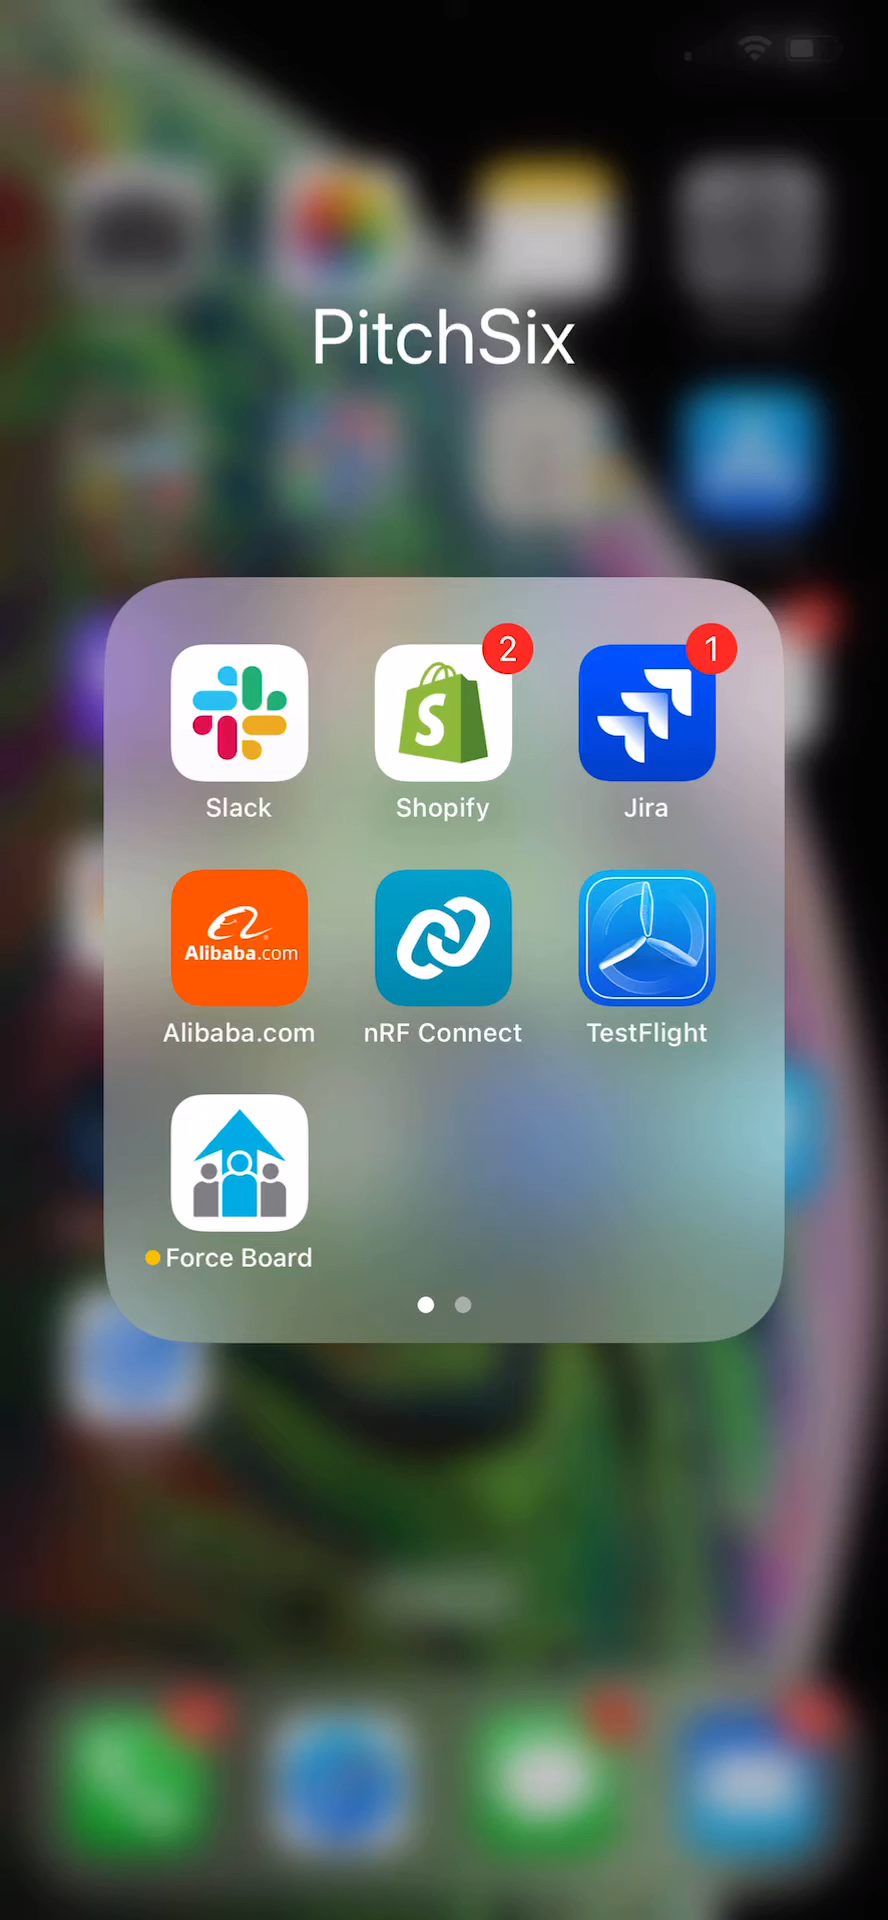 PitchSix
2
1
Slack
Shopify
Jira
Alibaba.com
Alibaba.com
nRF Connect
TestFlight
Force Board